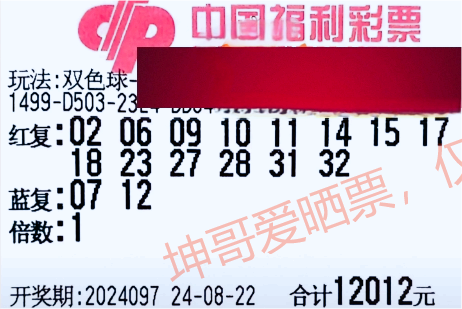 中国福利彩票
玩法:双色球-
1499-D503-23
红复:02 06 09 10 11 14 15 17
18 23 27 28 31 32
蓝复:07 12
倍数:1
坤哥爱晒票,仅
开奖期:2024097 24-08-22 合计12012元